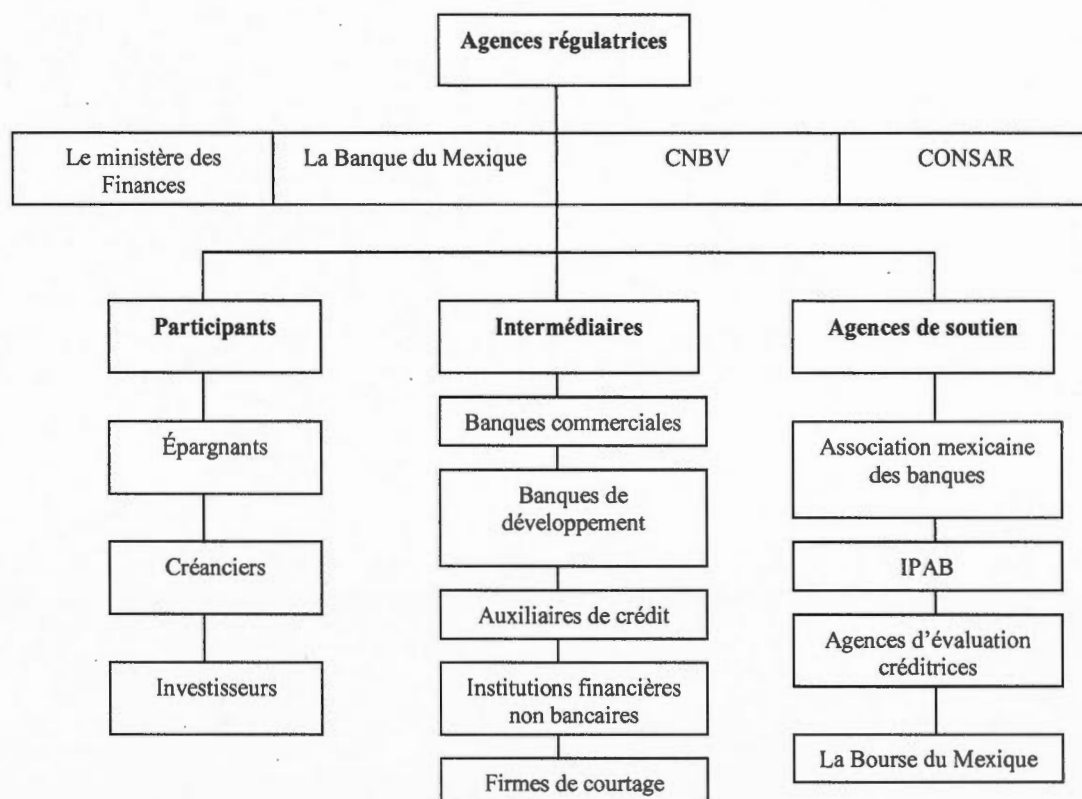 Agences régulatrices
Le ministère des
Finances
La Banque du Mexique
CNBV
CONSAR
Participants
Épargnants
Créanciers
Investisseurs
Intermédiaires
Banques commerciales
Banques de
développement
Auxiliaires de crédit
Institutions financières
non bancaires
Firmes de courtage
Agences de soutien
Association mexicaine
des banques
IPAB
Agences d'évaluation
créditrices
La Bourse du Mexique